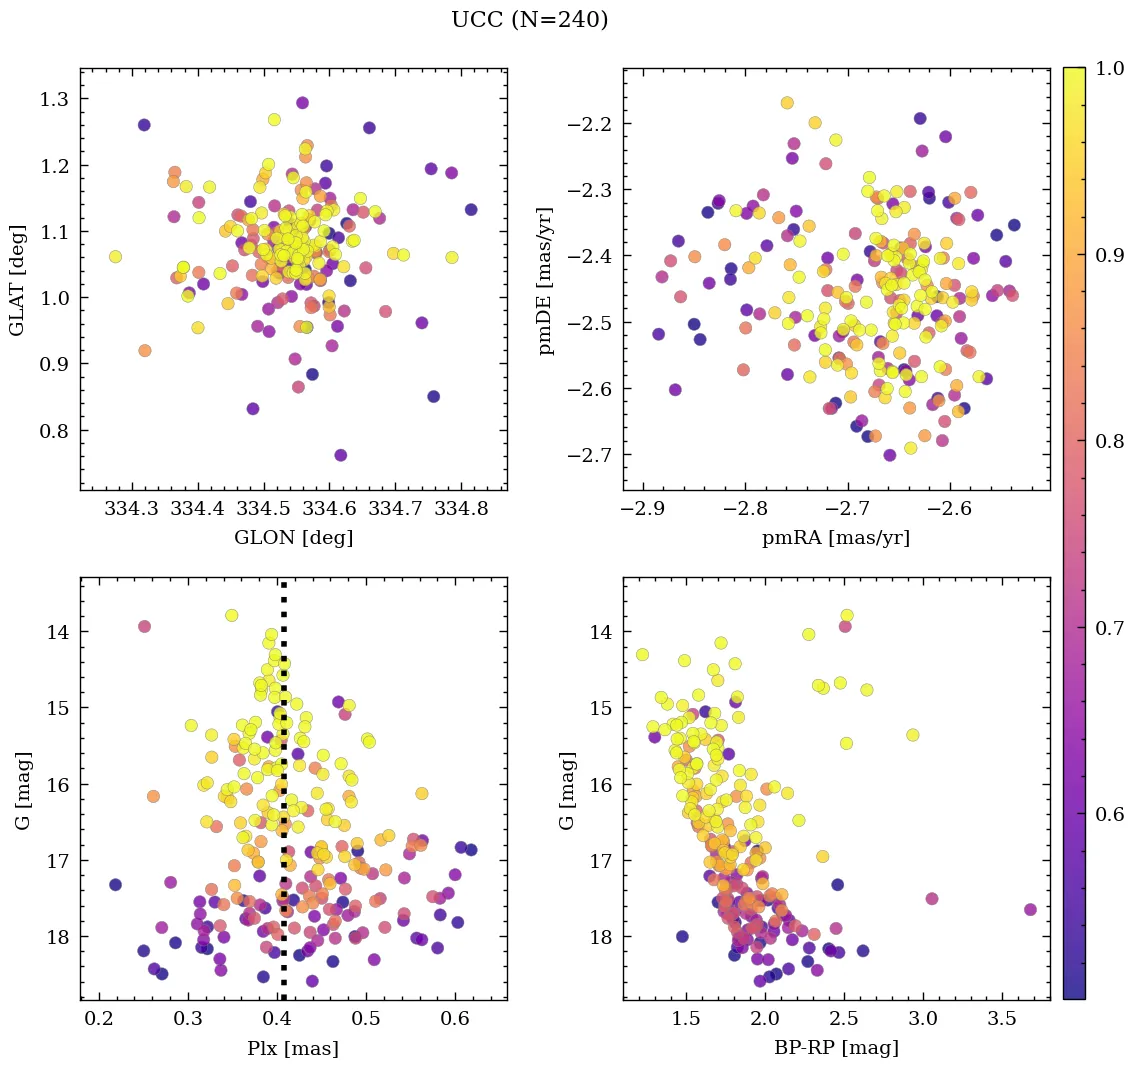 UCC (N=240)
1.3
1.2
1.1
1.0
0.9
0.8
GLAT [deg]
334.3 334.4 334.5 334.6 334.7 334.8
GLON [deg]
−2.2
−2.3
−2.4
−2.5
−2.6
−2.7
pmDE [mas/yr]
−2.9 −2.8 −2.7 −2.6
pmRA [mas/yr]
1.0
0.9
0.8
0.7
0.6
14
15
16
17
18
G [mag]
0.2 0.3 0.4 0.5 0.6
Plx [mas]
14
15
16
17
18
G [mag]
1.5 2.0 2.5 3.0 3.5
BP-RP [mag]